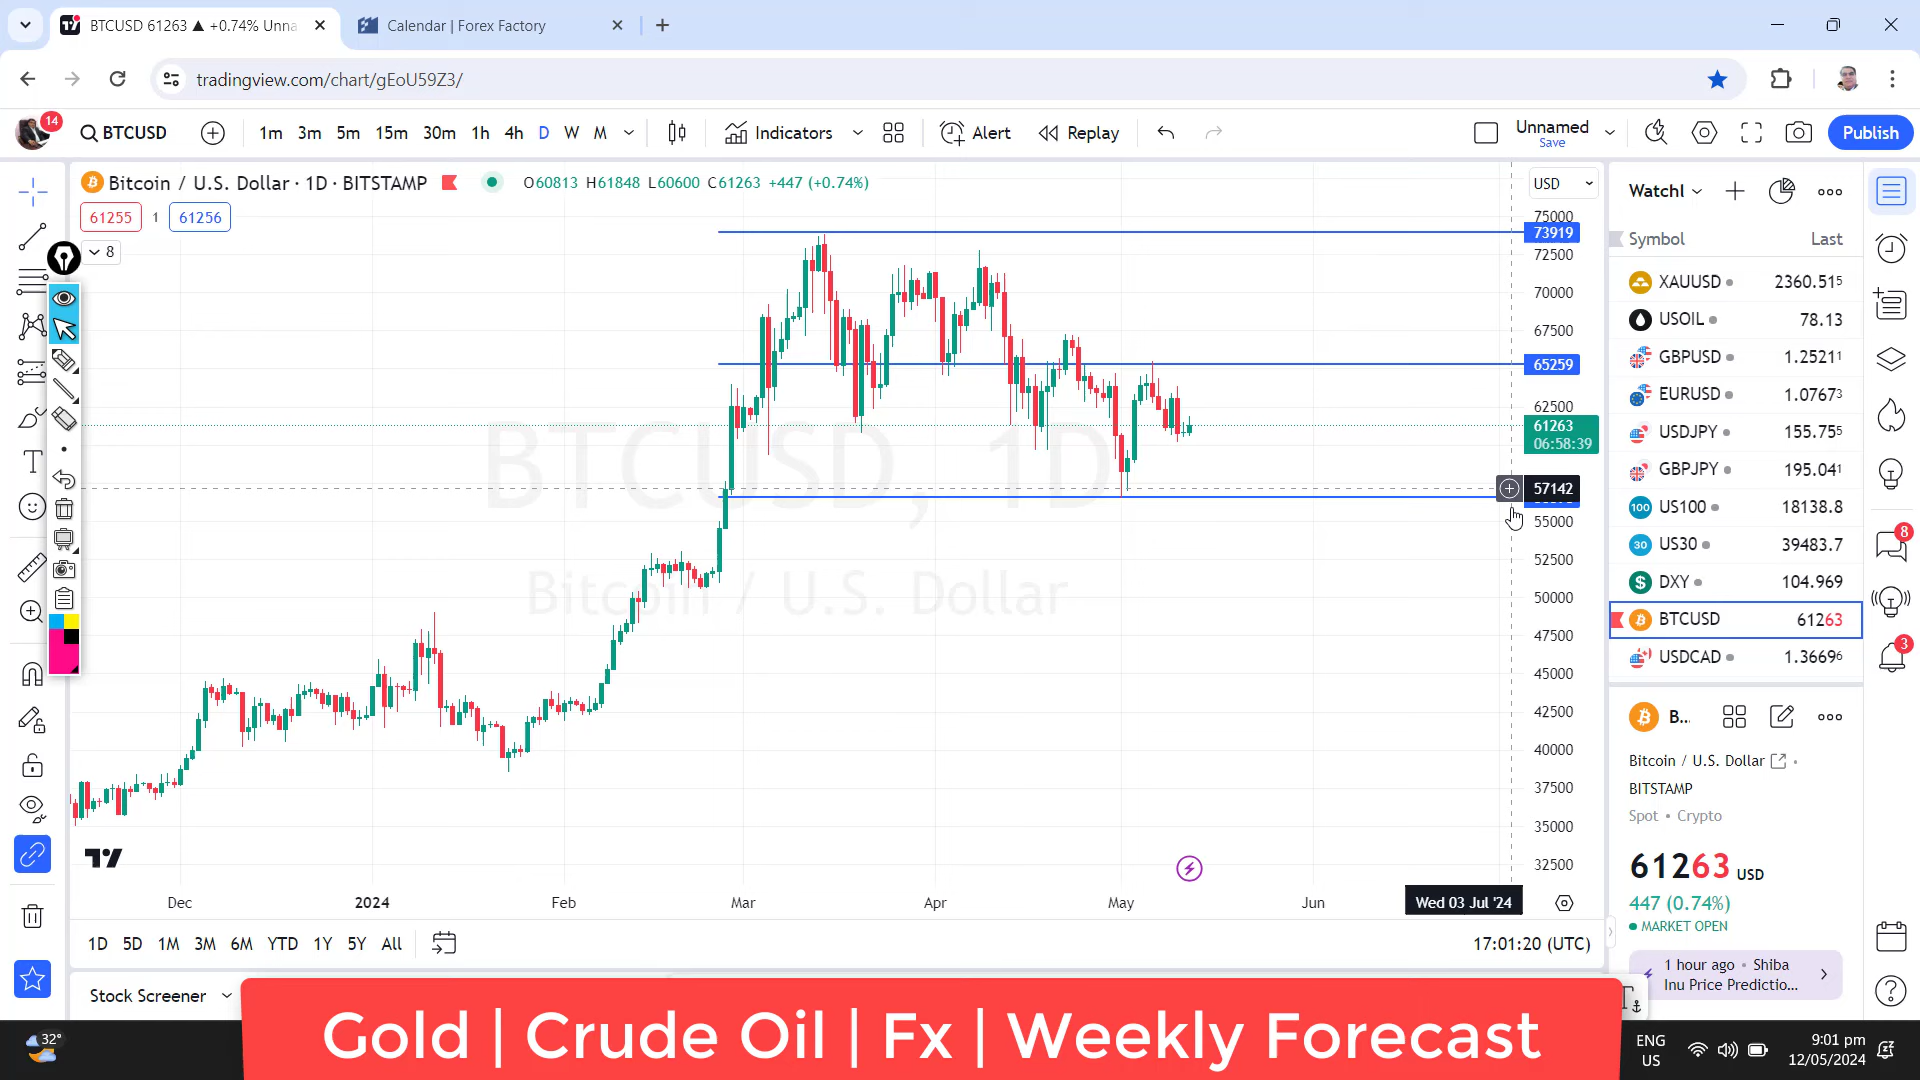 BTCUSD 61263 ▲ +0.74% Unna
Calendar | Forex Factory
tradingview.com/chart/gEoU59Z3/
14
BTCUSD
1m 3m 5m 15m 30m 1h 4h D W M
Indicators
Alert
Replay
Unnamed
Save
Publish
Bitcoin / U.S. Dollar · 1D · BITSTAMP
O60813 H61848 L60600 C61263 +447 (+0.74%)
61255 1 61256
8
BTCUSD, 1D
Bitcoin / U.S. Dollar
USD
75000
73919
72500
70000
67500
65259
62500
61263
06:58:39
57142
55000
52500
50000
47500
45000
42500
40000
37500
35000
32500
Dec 2024 Feb Mar Apr May Jun
Wed 03 Jul '24
1D 5D 1M 3M 6M YTD 1Y 5Y All
17:01:20 (UTC)
Stock Screener
Watchl
Symbol Last
XAUUSD 2360.515
USOIL 78.13
GBPUSD 1.25211
EURUSD 1.07673
USDJPY 155.755
GBPJPY 195.041
US100 18138.8
US30 39483.7
DXY 104.969
BTCUSD 61263
USDCAD 1.36696
B...
Bitcoin / U.S. Dollar
BITSTAMP
Spot • Crypto
61263 USD
447 (0.74%)
MARKET OPEN
1 hour ago • Shiba
Inu Price Predictio...
8
3
Gold | Crude Oil | Fx | Weekly Forecast
32°
ENG
US
9:01 pm
12/05/2024